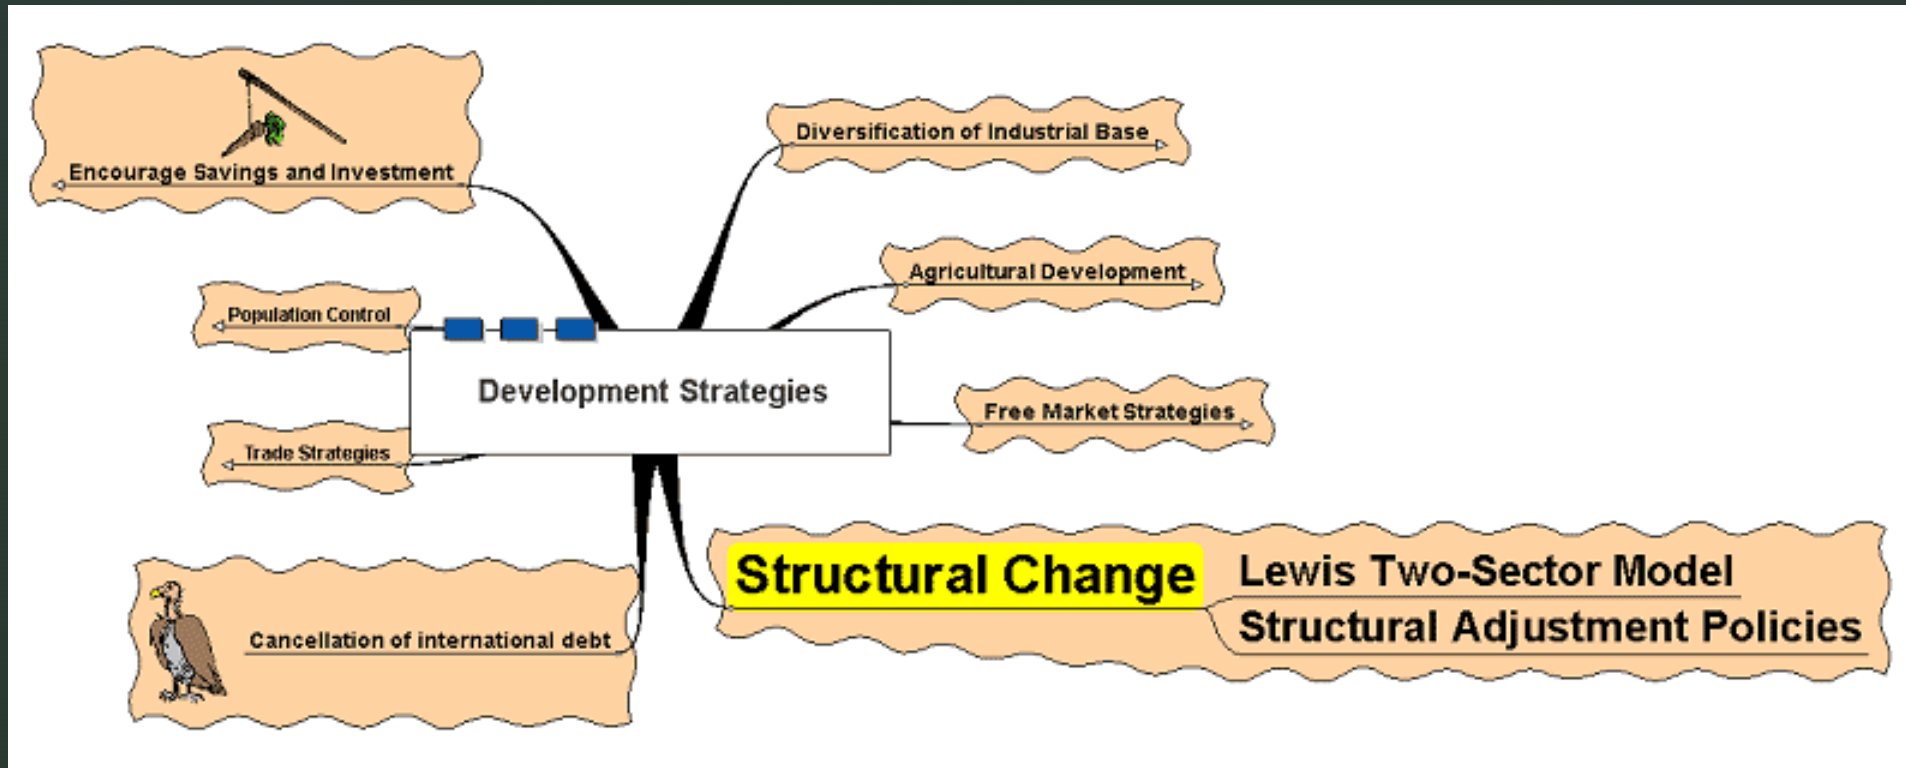 Encourage Savings and Investment
Diversification of Industrial Base
Agricultural Development
Population Control
Development Strategies
Free Market Strategies
Trade Strategies
Structural Change
Lewis Two-Sector Model
Structural Adjustment Policies
Cancellation of international debt